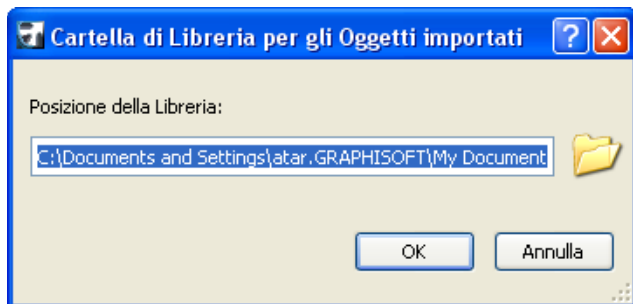 Cartella di Libreria per gli Oggetti importati
Posizione della Libreria:
C:\Documents and Settings\atar.GRAPHISOFT\My Document
OK Annulla